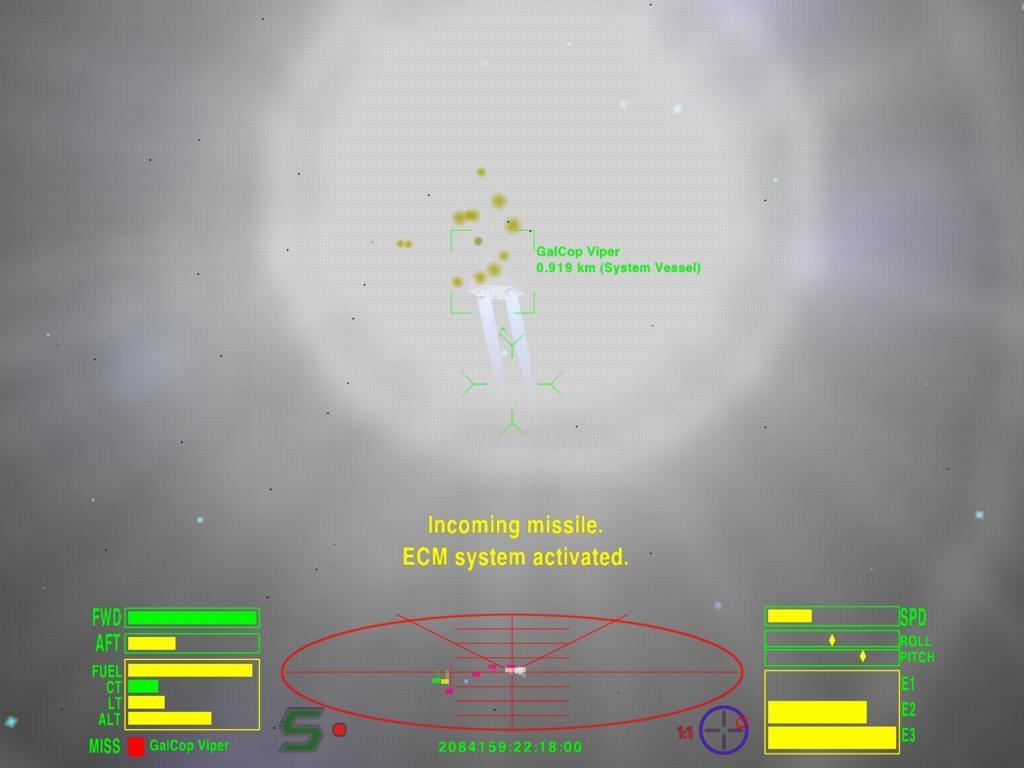 GalCop Viper
0.919 km (System Vessel)
Incoming missile.
ECM system activated.
FWD
AFT
FUEL
CT
LT
ALT
MISS GalCop Viper
S
2084159:22:18:00
1:1
SPD
ROLL
PITCH
E1
E2
E3